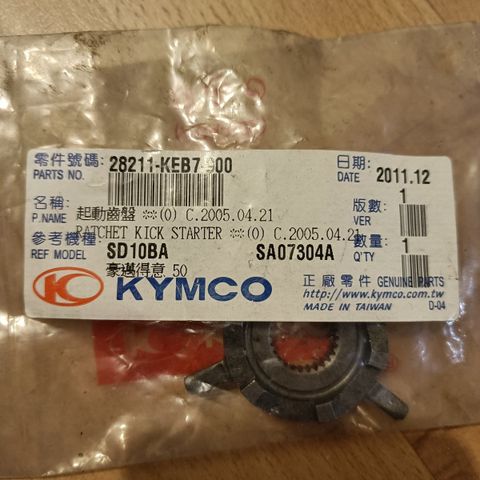 零件號碼: 28211-KEB7-900
PARTS NO.
日期: 2011.12
DATE
名稱: 起動齒盤 ※※(O) C.2005.04.21
P.NAME RATCHET KICK STARTER ※※(O) C.2005.04.21
版數: 1
VER
參考機種 SD10BA SA07304A
REF MODEL 豪邁得意 50
數量: 1
Q'TY
KYMCO
正廠零件 GENUINE PARTS
http://www.kymco.com.tw
MADE IN TAIWAN D-04